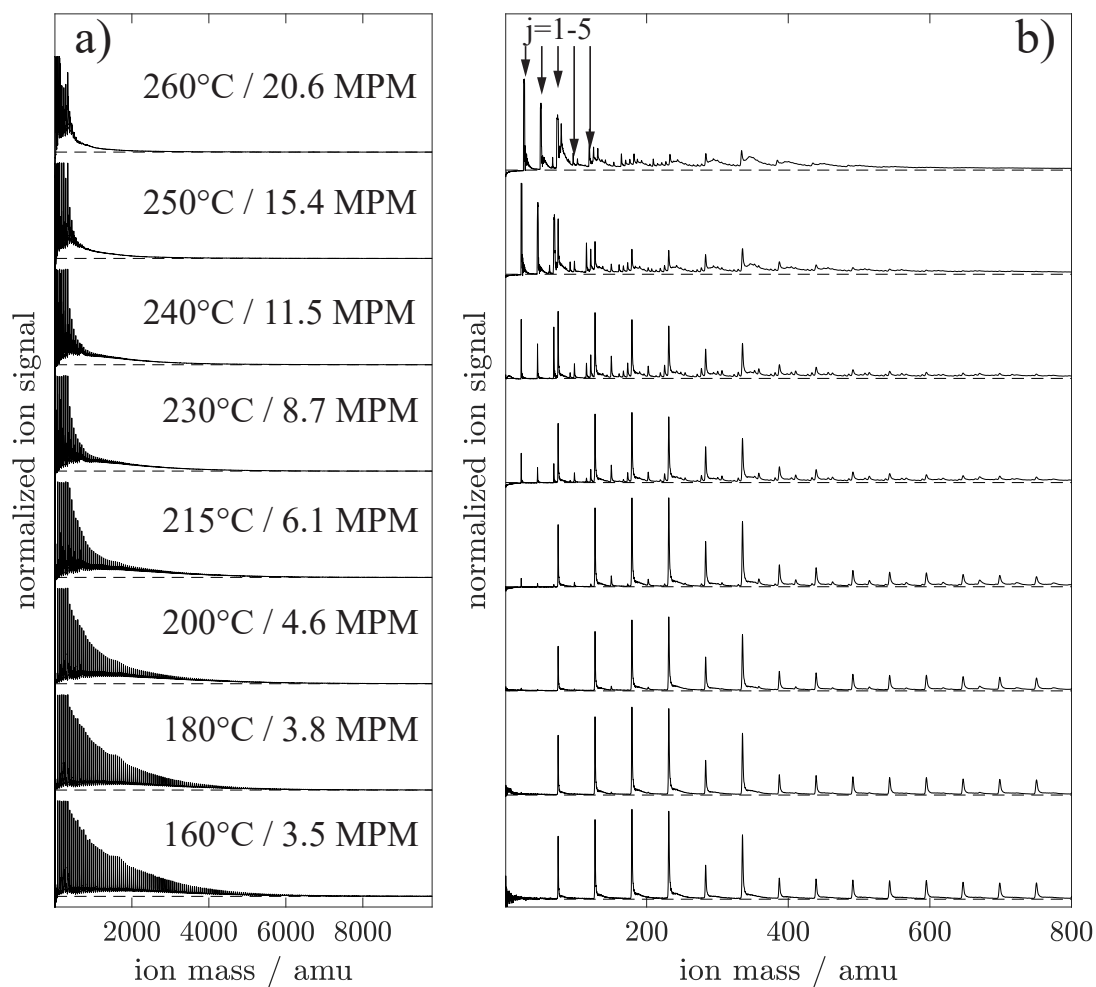 a)
260°C / 20.6 MPM
250°C / 15.4 MPM
240°C / 11.5 MPM
230°C / 8.7 MPM
215°C / 6.1 MPM
200°C / 4.6 MPM
180°C / 3.8 MPM
160°C / 3.5 MPM
normalized ion signal
2000 4000 6000 8000
ion mass / amu
j=1-5
b)
normalized ion signal
200 400 600 800
ion mass / amu